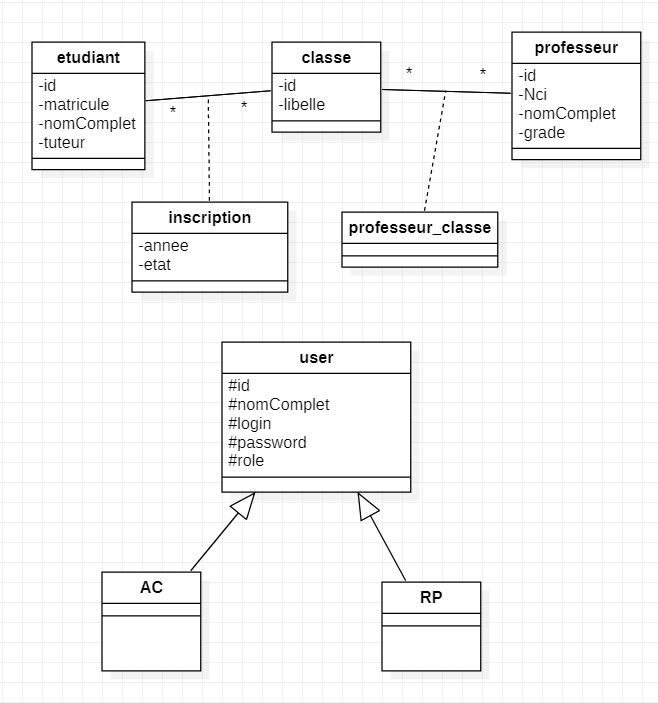 etudiant
-id
-matricule
-nomComplet
-tuteur
*
*
classe
-id
-libelle
*
*
professeur
-id
-Nci
-nomComplet
-grade
inscription
-annee
-etat
professeur_classe
user
#id
#nomComplet
#login
#password
#role
AC
RP